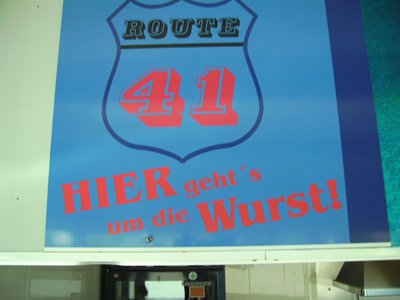 ROUTE
41
HIER geht´s
um die Wurst!